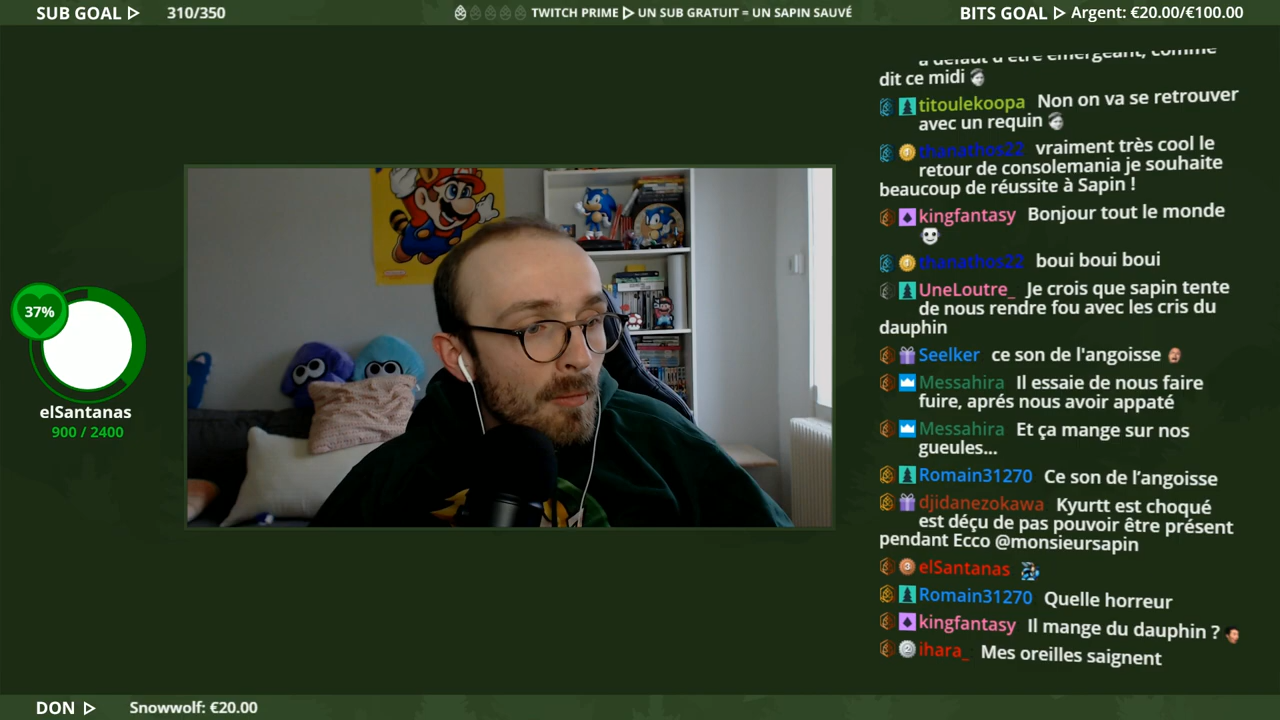 SUB GOAL ▷ 310/350
TWITCH PRIME ▷ UN SUB GRATUIT = UN SAPIN SAUVÉ
BITS GOAL ▷ Argent: €20.00/€100.00
à défaut d'être émergeant, comme
dit ce midi
titoulekoopa Non on va se retrouver
avec un requin
thanathos22 vraiment très cool le
retour de consolemania je souhaite
beaucoup de réussite à Sapin !
kingfantasy Bonjour tout le monde
thanathos22 boui boui boui
UneLoutre_ Je crois que sapin tente
de nous rendre fou avec les cris du
dauphin
Seelker ce son de l'angoisse
Messahira Il essaie de nous faire
fuire, aprés nous avoir appaté
Messahira Et ça mange sur nos
gueules...
Romain31270 Ce son de l’angoisse
djidanezokawa Kyurtt est choqué
est déçu de pas pouvoir être présent
pendant Ecco @monsieursapin
elSantanas
Romain31270 Quelle horreur
kingfantasy Il mange du dauphin ?
ihara_ Mes oreilles saignent
37%
elSantanas
900 / 2400
DON ▷ Snowwolf: €20.00